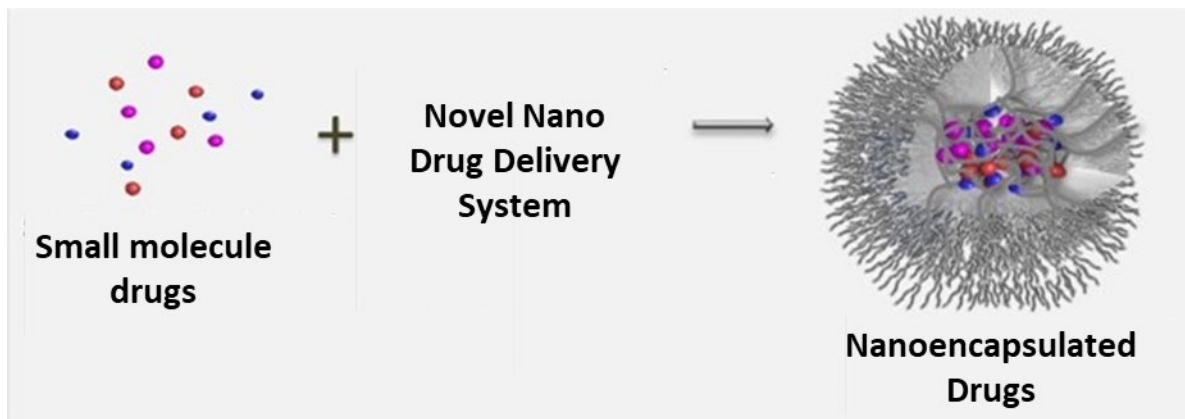 Small molecule
drugs
+
Novel Nano
Drug Delivery
System
Nanoencapsulated
Drugs